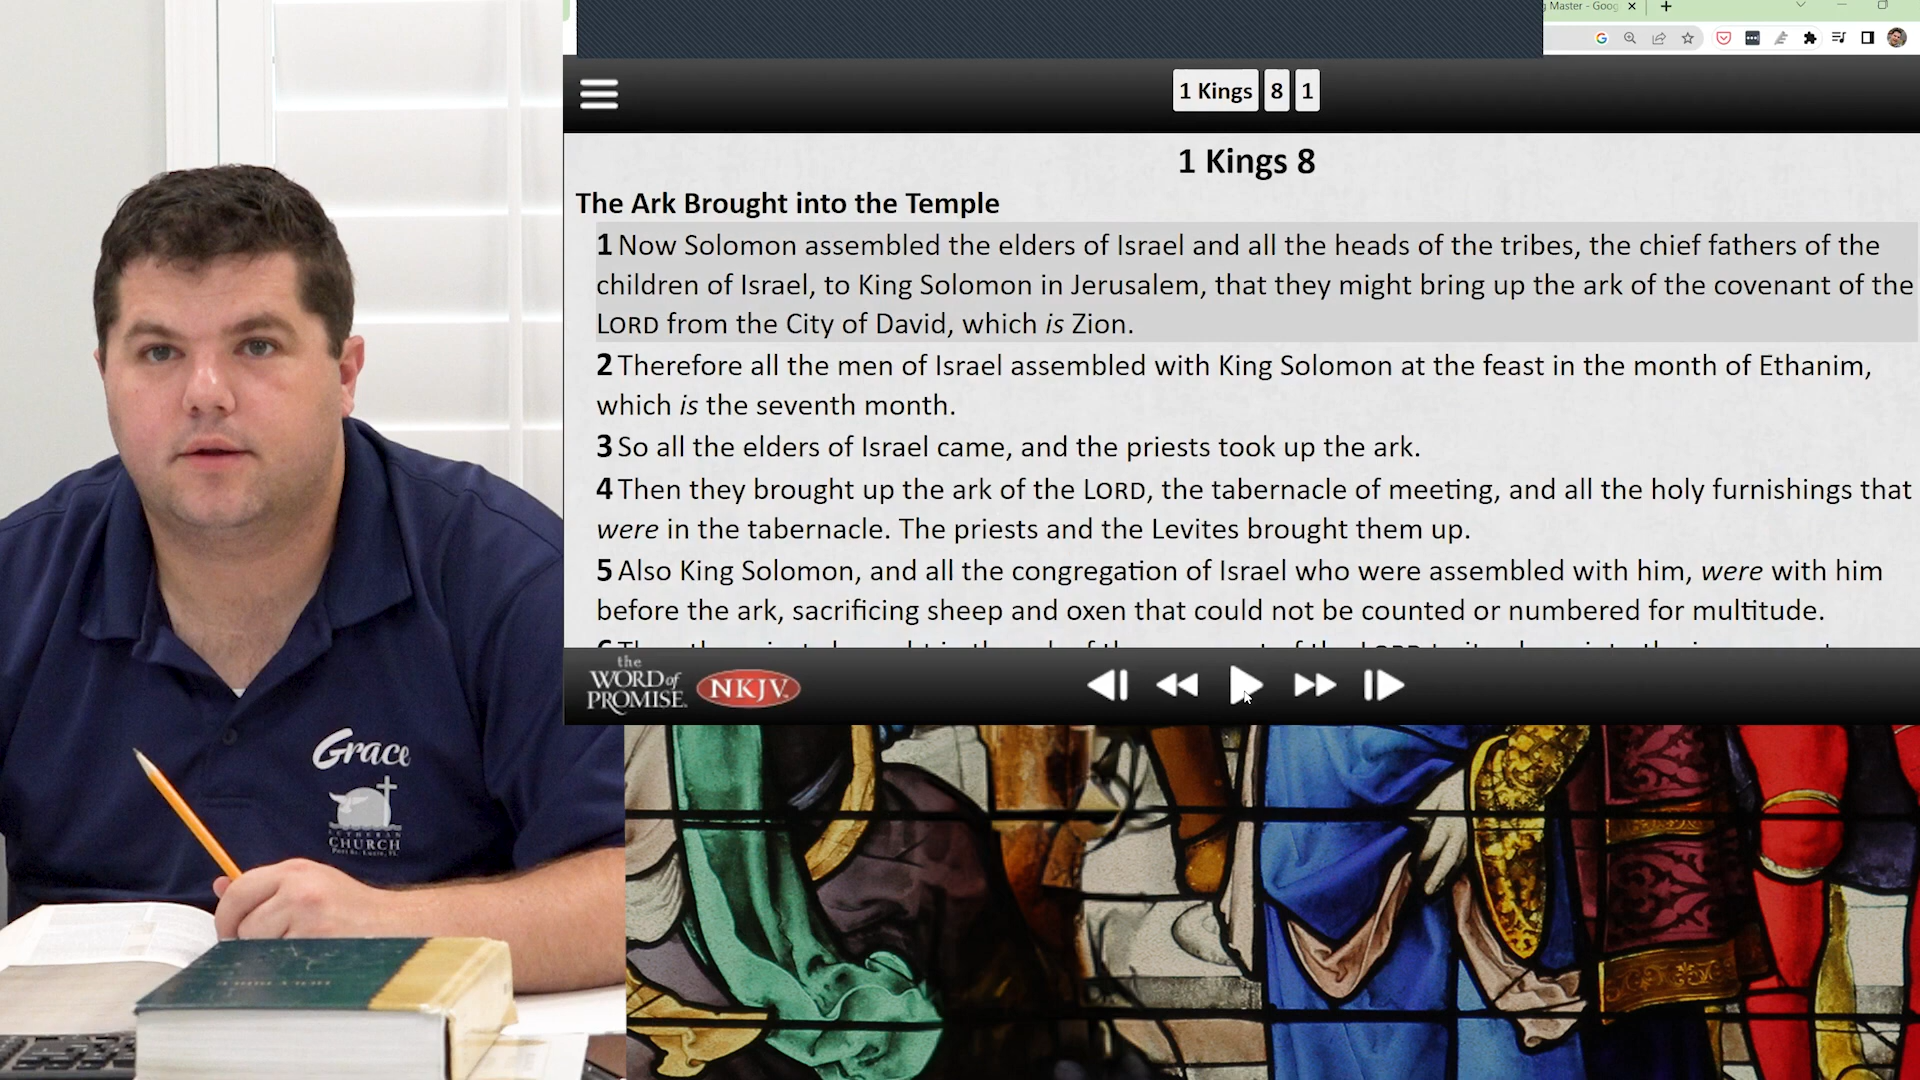 g Master - Goog
1 Kings 8 1
1 Kings 8
The Ark Brought into the Temple
1 Now Solomon assembled the elders of Israel and all the heads of the tribes, the chief fathers of the
children of Israel, to King Solomon in Jerusalem, that they might bring up the ark of the covenant of the
LORD from the City of David, which is Zion.
2 Therefore all the men of Israel assembled with King Solomon at the feast in the month of Ethanim,
which is the seventh month.
3 So all the elders of Israel came, and the priests took up the ark.
4 Then they brought up the ark of the LORD, the tabernacle of meeting, and all the holy furnishings that
were in the tabernacle. The priests and the Levites brought them up.
5 Also King Solomon, and all the congregation of Israel who were assembled with him, were with him
before the ark, sacrificing sheep and oxen that could not be counted or numbered for multitude.
the
WORD of
PROMISE
NKJV
Grace
LUTHERAN
CHURCH
Port St. Lucie, FL
HOLY BIBLE